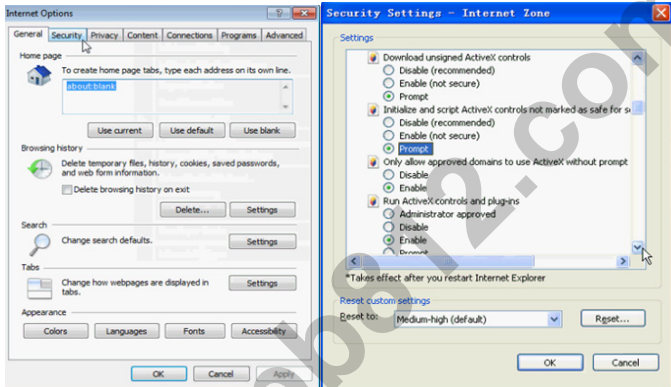 Internet Options
General Security Privacy Content Connections Programs Advanced
Home page
To create home page tabs, type each address on its own line.
about:blank
Use current Use default Use blank
Browsing history
Delete temporary files, history, cookies, saved passwords,
and web form information.
Delete browsing history on exit
Delete... Settings
Search
Change search defaults.
Settings
Tabs
Change how webpages are displayed in
tabs.
Settings
Appearance
Colors Languages Fonts Accessibility
OK Cancel Apply
Security Settings - Internet Zone
Settings
Download unsigned ActiveX controls
Disable (recommended)
Enable (not secure)
Prompt
Initialize and script ActiveX controls not marked as safe for s
Disable (recommended)
Enable (not secure)
Prompt
Only allow approved domains to use ActiveX without prompt
Disable
Enable
Run ActiveX controls and plug-ins
Administrator approved
Disable
Enable
Prompt
*Takes effect after you restart Internet Explorer
Reset custom settings
Reset to: Medium-high (default) Reset...
OK Cancel